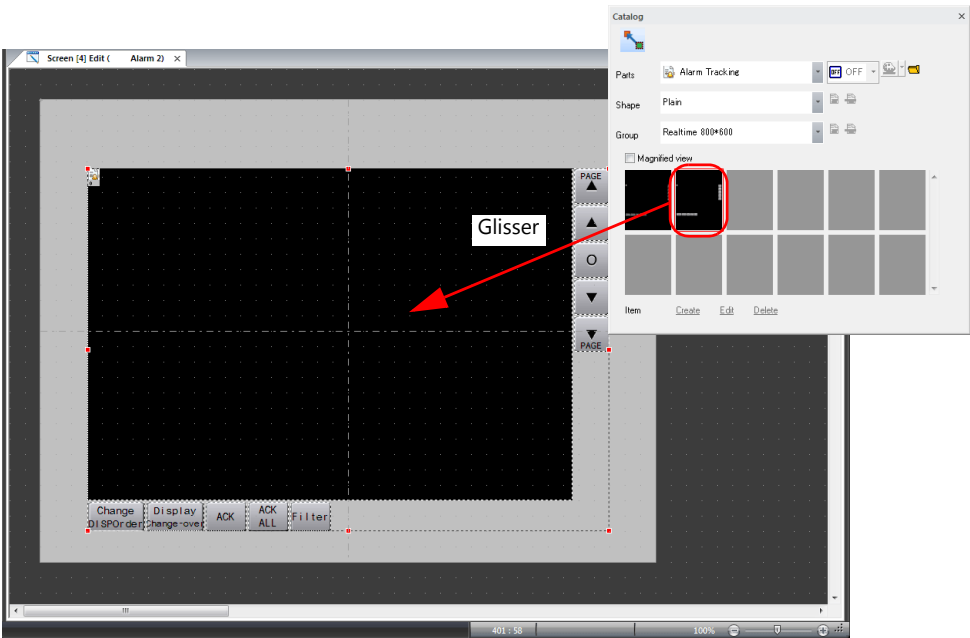 Catalog
Screen [4] Edit ( Alarm 2)
Parts
Alarm Tracking
OFF
OFF
Shape
Plain
Group
Realtime 800*600
Magnified view
PAGE
Glisser
O
PAGE
Item
Create
Edit
Delete
Change
DISPOrder
Display
Change-over
ACK
ACK
ALL
Filter
401 : 58
100%